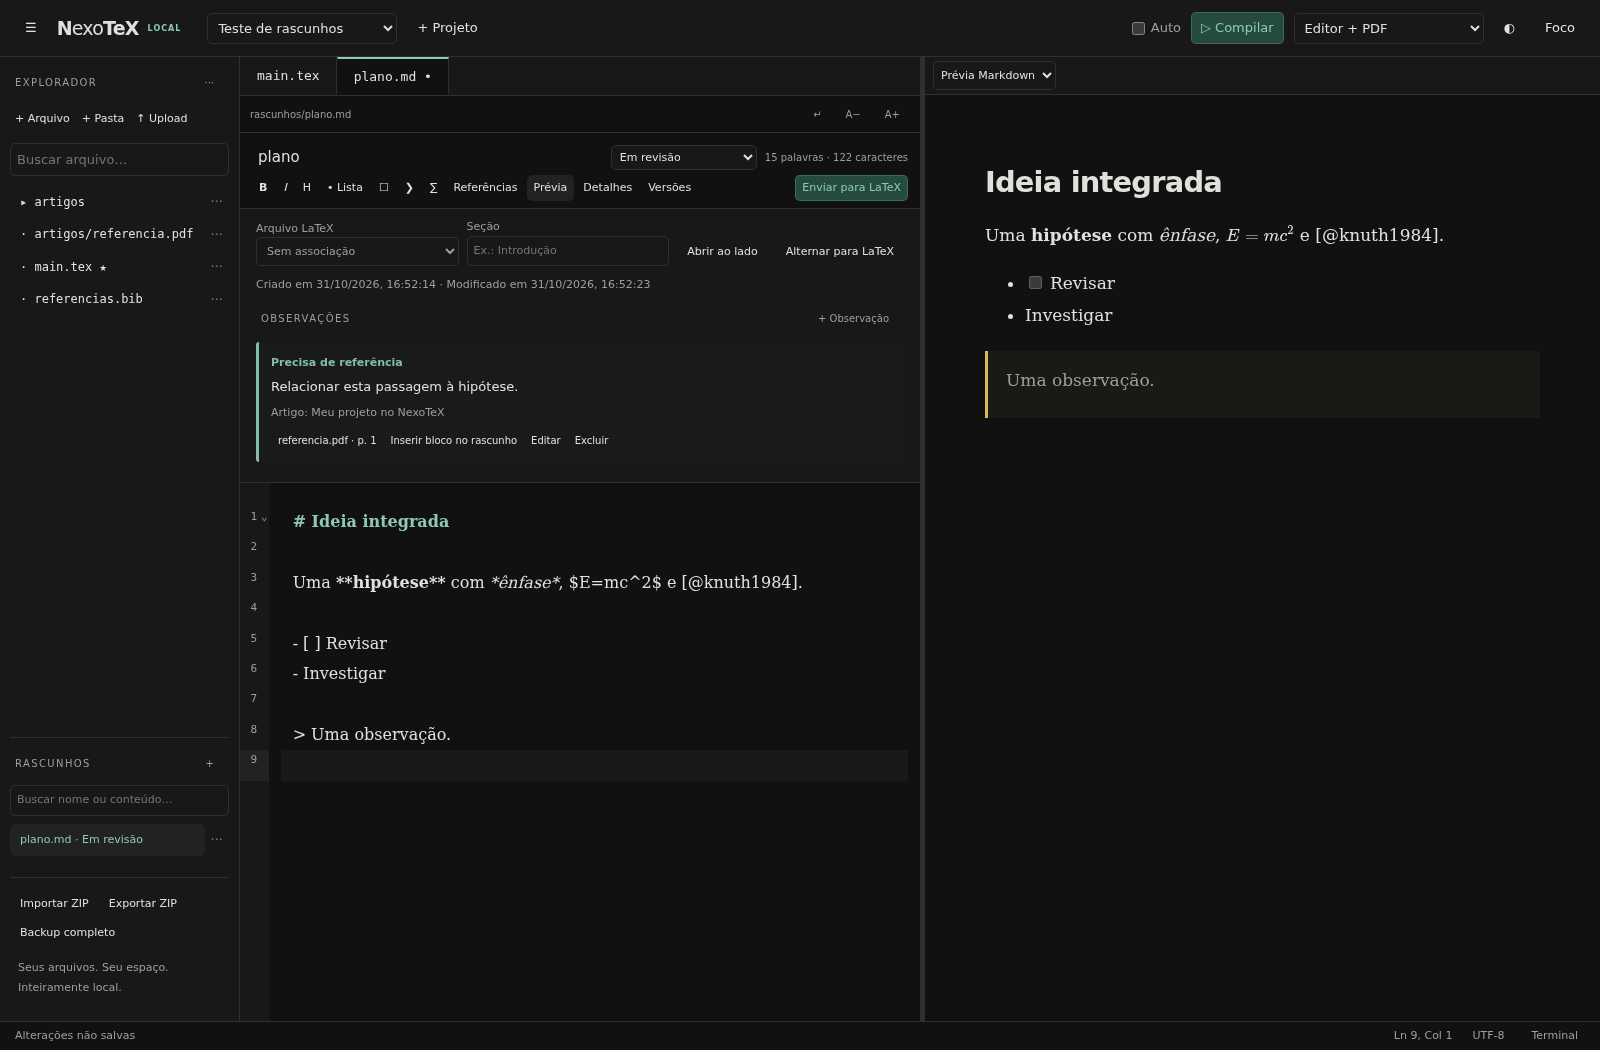 ☰ NexoTeX LOCAL Teste de rascunhos + Projeto Auto ▷ Compilar Editor + PDF ◐ Foco
EXPLORADOR ···
+ Arquivo + Pasta ↑ Upload
Buscar arquivo...
▸ artigos ···
· artigos/referencia.pdf ···
· main.tex ★ ···
· referencias.bib ···
RASCUNHOS +
Buscar nome ou conteúdo...
plano.md · Em revisão ···
Importar ZIP Exportar ZIP
Backup completo
Seus arquivos. Seu espaço.
Inteiramente local.
main.tex plano.md •
rascunhos/plano.md ↵ A− A+
plano Em revisão 15 palavras · 122 caracteres
B I H • Lista ☐ ❯ ∑ Referências Prévia Detalhes Versões Enviar para LaTeX
Arquivo LaTeX Seção
Sem associação Ex.: Introdução Abrir ao lado Alternar para LaTeX
Criado em 31/10/2026, 16:52:14 · Modificado em 31/10/2026, 16:52:23
OBSERVAÇÕES + Observação
Precisa de referência
Relacionar esta passagem à hipótese.
Artigo: Meu projeto no NexoTeX
referencia.pdf · p. 1 Inserir bloco no rascunho Editar Excluir
1 # Ideia integrada
2
3 Uma **hipótese** com *ênfase*, $E=mc^2$ e [@knuth1984].
4
5 - [ ] Revisar
6 - Investigar
7
8 > Uma observação.
9
Prévia Markdown
Ideia integrada
Uma hipótese com ênfase, E = mc² e [@knuth1984].
• ☐ Revisar
• Investigar
Uma observação.
Alterações não salvas Ln 9, Col 1 UTF-8 Terminal